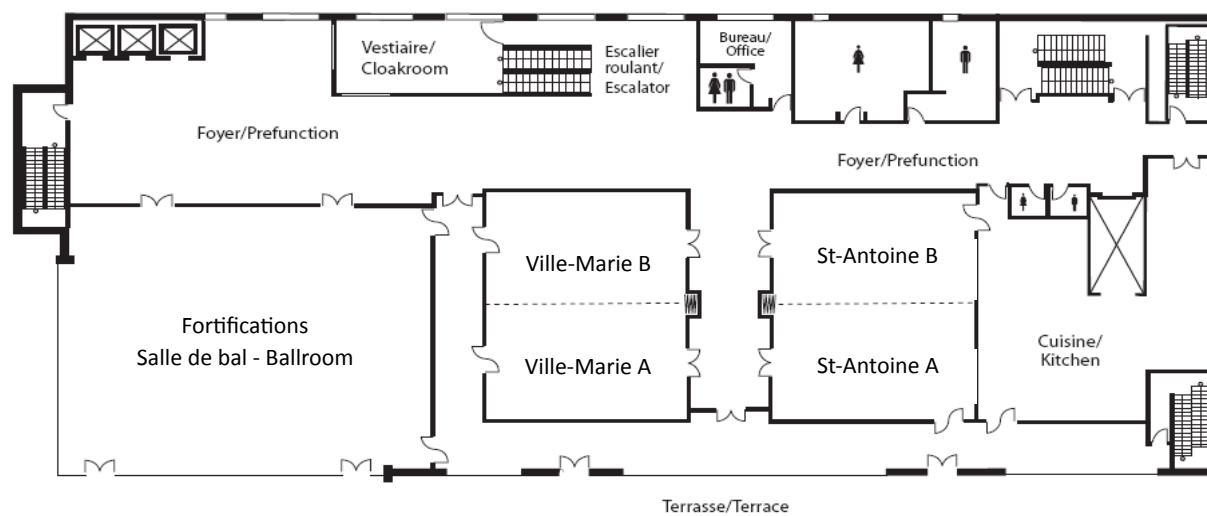 Vestiaire/
Cloakroom
Escalier
roulant/
Escalator
Bureau/
Office
Foyer/Prefunction
Foyer/Prefunction
Ville-Marie B
St-Antoine B
Fortifications
Salle de bal - Ballroom
Ville-Marie A
St-Antoine A
Cuisine/
Kitchen
Terrasse/Terrace